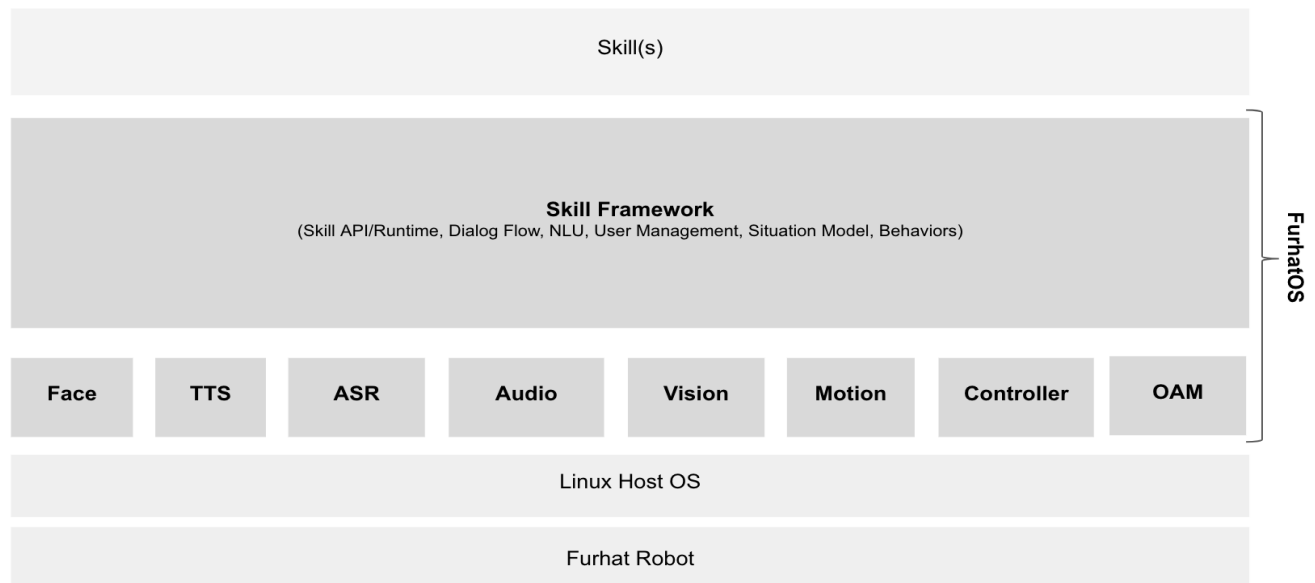 Skill(s)
Skill Framework
(Skill API/Runtime, Dialog Flow, NLU, User Management, Situation Model, Behaviors)
FurhatOS
Face
TTS
ASR
Audio
Vision
Motion
Controller
OAM
Linux Host OS
Furhat Robot